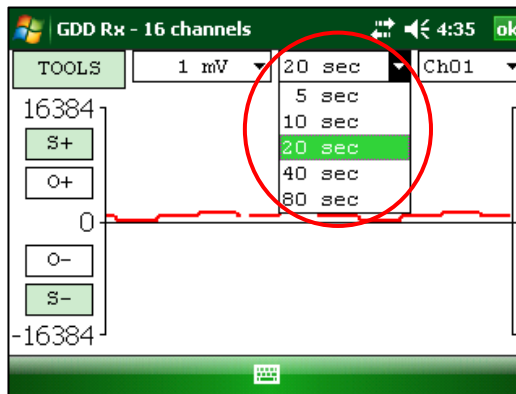 GDD Rx - 16 channels 4:35 ok
TOOLS 1 mV 20 sec Ch01
5 sec
10 sec
20 sec
40 sec
80 sec
16384
S+
O+
0
O-
S-
-16384